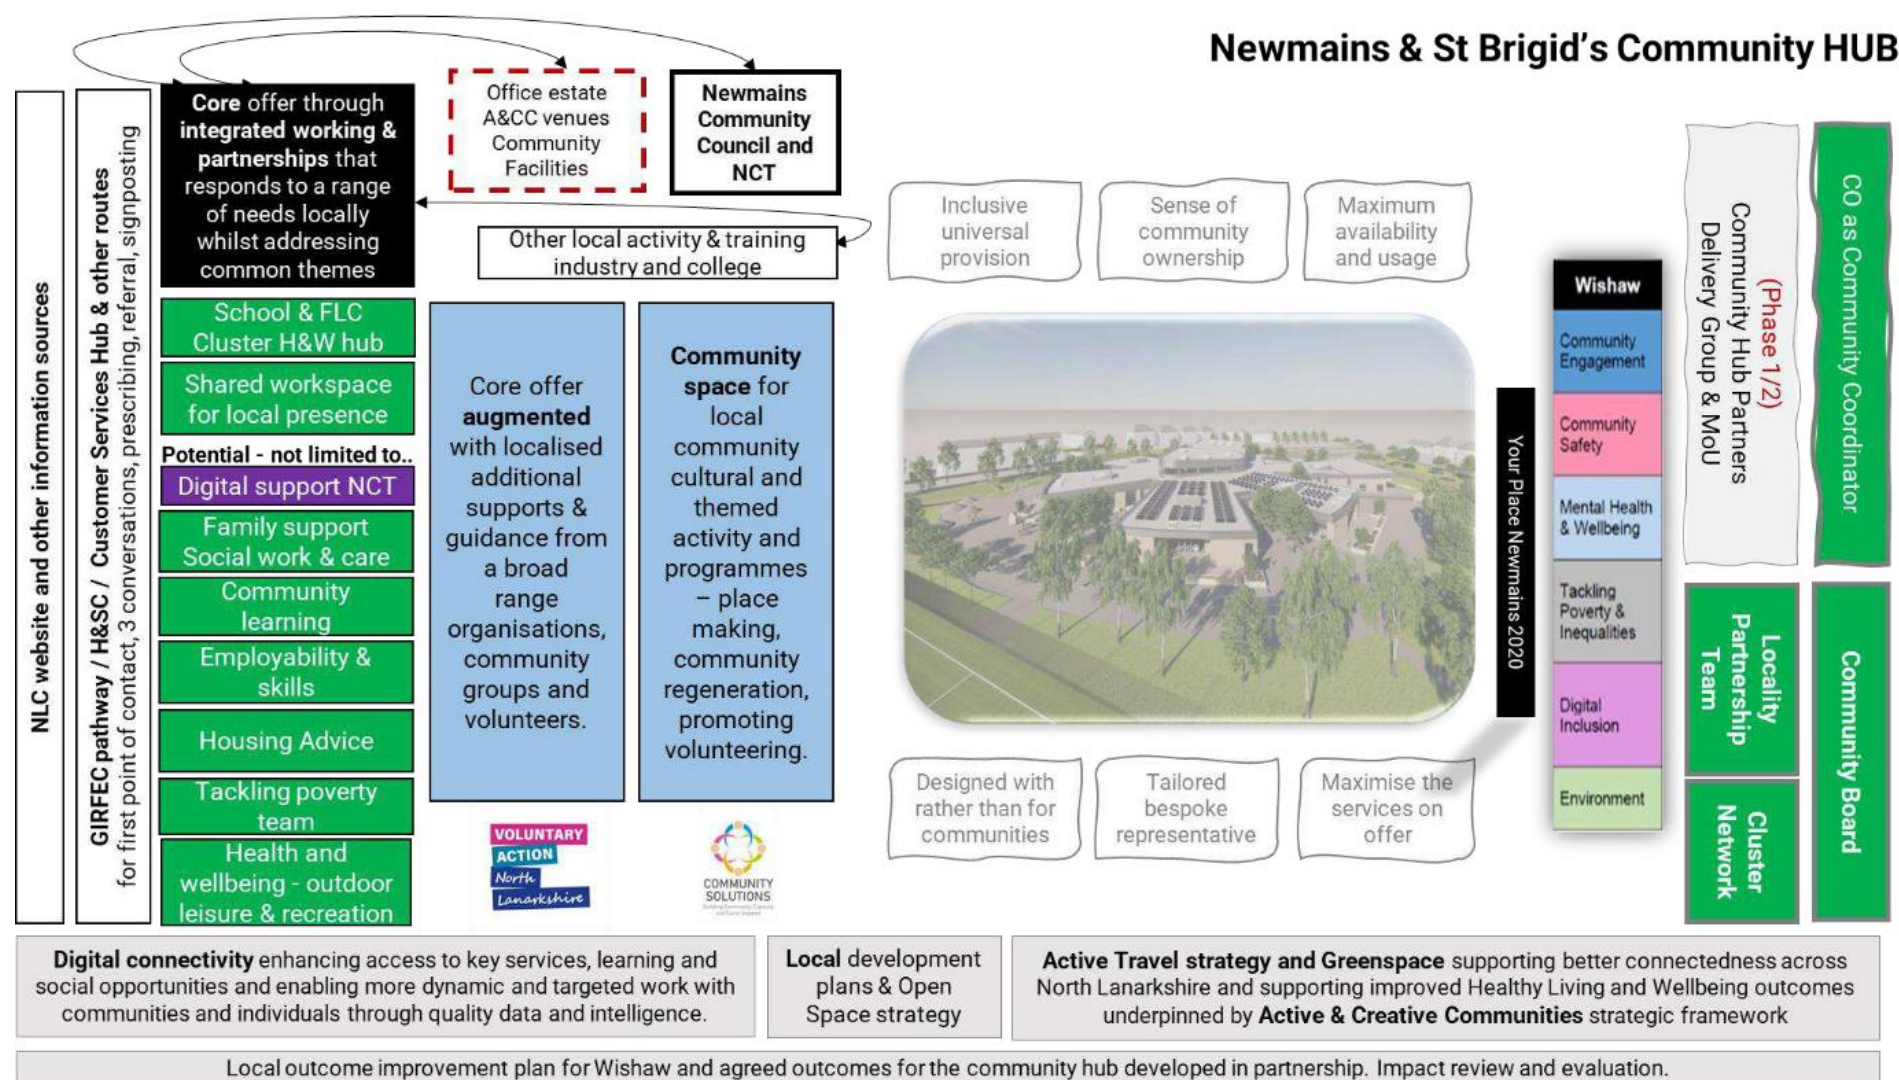 Newmains & St Brigid's Community HUB
NLC website and other information sources
GIRFEC pathway / H&SC / Customer Services Hub & other routes
for first point of contact, 3 conversations, prescribing, referral, signposting
Core offer through
integrated working &
partnerships that
responds to a range
of needs locally
whilst addressing
common themes
Office estate
A&CC venues
Community
Facilities
Newmains
Community
Council and
NCT
Other local activity & training
industry and college
School & FLC
Cluster H&W hub
Shared workspace
for local presence
Potential - not limited to..
Digital support NCT
Family support
Social work & care
Community
learning
Employability &
skills
Housing Advice
Tackling poverty
team
Health and
wellbeing - outdoor
leisure & recreation
Core offer
augmented
with localised
additional
supports &
guidance from
a broad
range
organisations,
community
groups and
volunteers.
Community
space for
local
community
cultural and
themed
activity and
programmes
– place
making,
community
regeneration,
promoting
volunteering.
VOLUNTARY
ACTION
North
Lanarkshire
COMMUNITY
SOLUTIONS
Inclusive
universal
provision
Sense of
community
ownership
Maximum
availability
and usage
Designed with
rather than for
communities
Tailored
bespoke
representative
Maximise the
services on
offer
Your Place Newmains 2020
Wishaw
Community
Engagement
Community
Safety
Mental Health
& Wellbeing
Tackling
Poverty &
Inequalities
Digital
Inclusion
Environment
(Phase 1/2)
Community Hub Partners
Delivery Group & MoU
CO as Community Coordinator
Locality
Partnership
Team
Cluster
Network
Community Board
Digital connectivity enhancing access to key services, learning and
social opportunities and enabling more dynamic and targeted work with
communities and individuals through quality data and intelligence.
Local development
plans & Open
Space strategy
Active Travel strategy and Greenspace supporting better connectedness across
North Lanarkshire and supporting improved Healthy Living and Wellbeing outcomes
underpinned by Active & Creative Communities strategic framework
Local outcome improvement plan for Wishaw and agreed outcomes for the community hub developed in partnership. Impact review and evaluation.